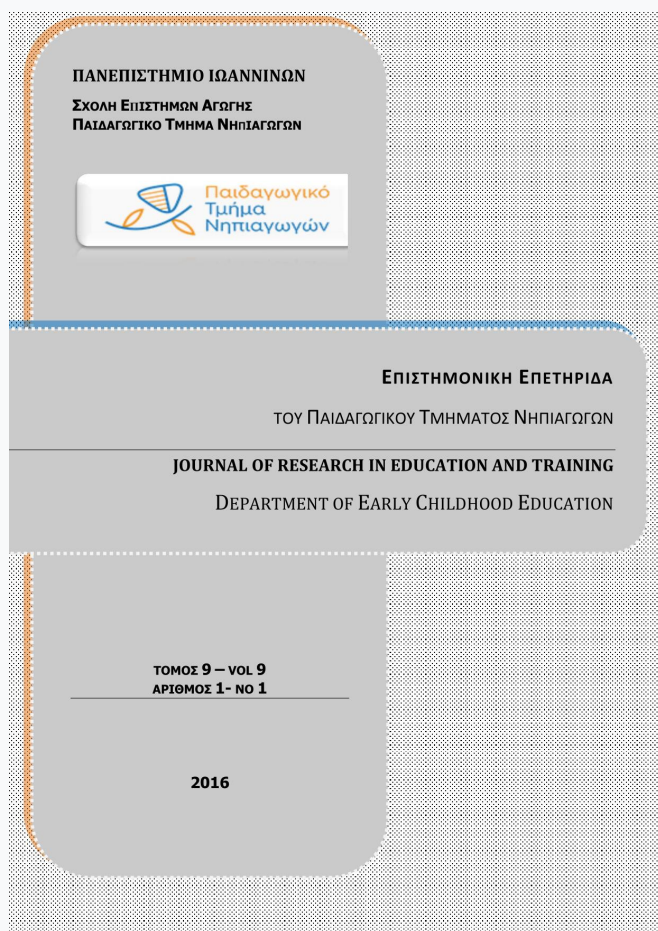 ΠΑΝΕΠΙΣΤΗΜΙΟ ΙΩΑΝΝΙΝΩΝ
ΣΧΟΛΗ ΕΠΙΣΤΗΜΩΝ ΑΓΩΓΗΣ
ΠΑΙΔΑΓΩΓΙΚΟ ΤΜΗΜΑ ΝΗΠΙΑΓΩΓΩΝ
Παιδαγωγικό
Τμήμα
Νηπιαγωγών
ΕΠΙΣΤΗΜΟΝΙΚΗ ΕΠΕΤΗΡΙΔΑ
ΤΟΥ ΠΑΙΔΑΓΩΓΙΚΟΥ ΤΜΗΜΑΤΟΣ ΝΗΠΙΑΓΩΓΩΝ
JOURNAL OF RESEARCH IN EDUCATION AND TRAINING
DEPARTMENT OF EARLY CHILDHOOD EDUCATION
ΤΟΜΟΣ 9 – VOL 9
ΑΡΙΘΜΟΣ 1- NO 1
2016